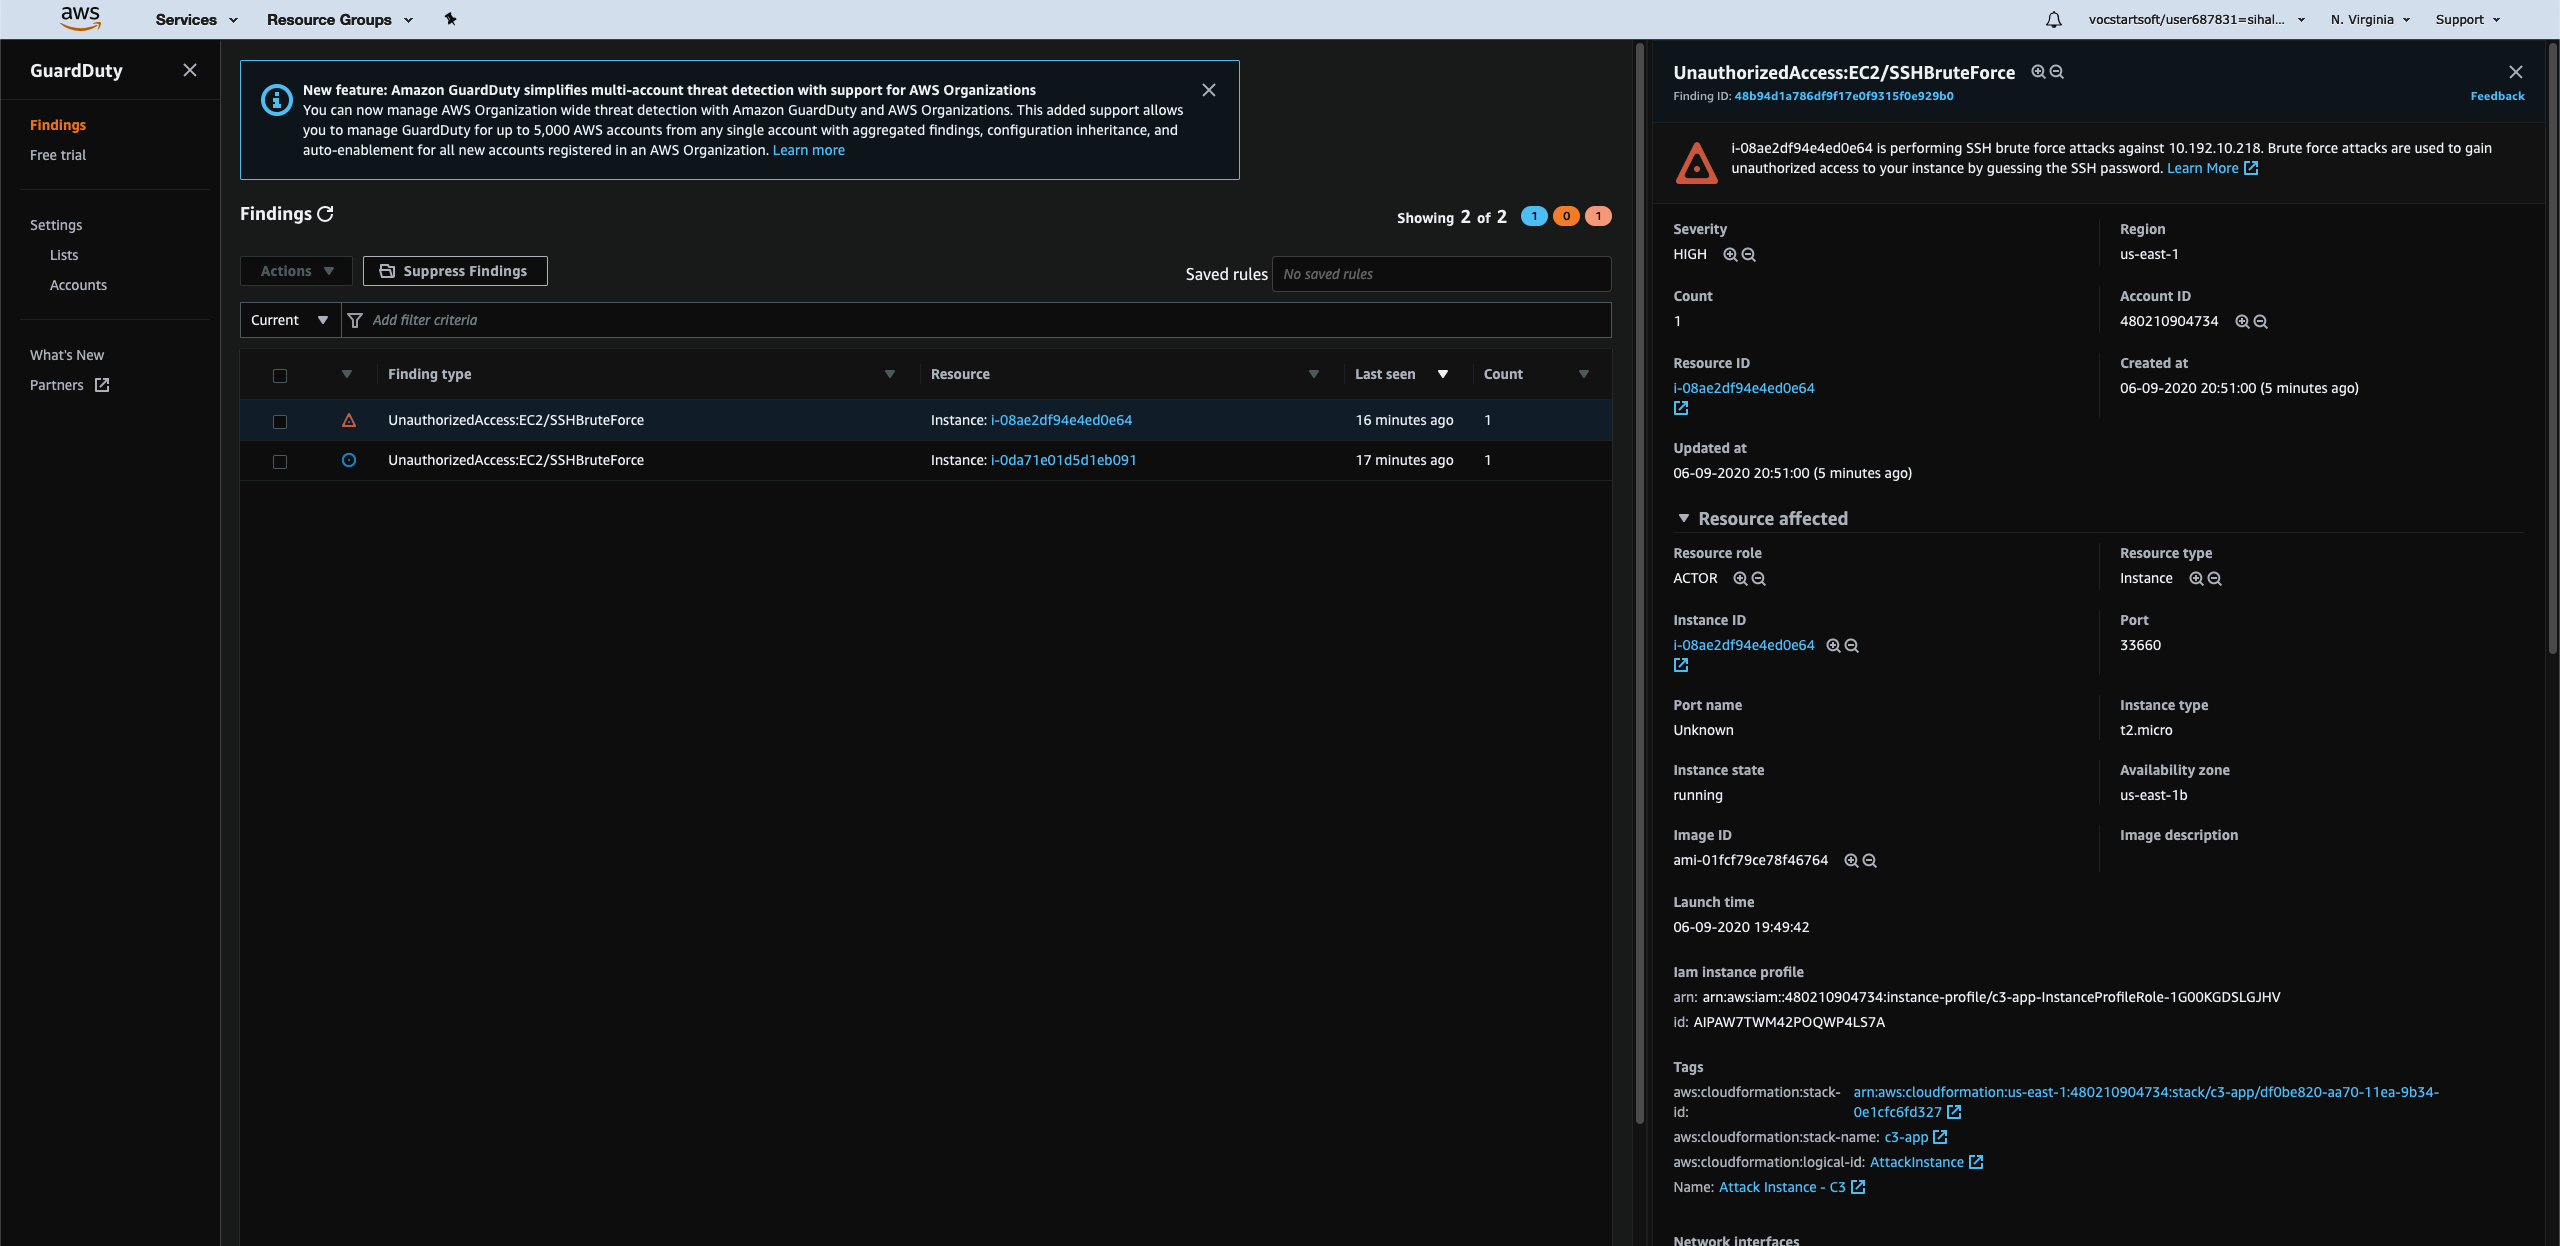 aws
Services
Resource Groups
vocstartsoft/user687831=sihal...
N. Virginia
Support
GuardDuty
Findings
Free trial
Settings
Lists
Accounts
What's New
Partners
New feature: Amazon GuardDuty simplifies multi-account threat detection with support for AWS Organizations
You can now manage AWS Organization wide threat detection with Amazon GuardDuty and AWS Organizations. This added support allows
you to manage GuardDuty for up to 5,000 AWS accounts from any single account with aggregated findings, configuration inheritance, and
auto-enablement for all new accounts registered in an AWS Organization. Learn more
Findings
Showing 2 of 2 1 0 1
Actions
Suppress Findings
Saved rules No saved rules
Current
Add filter criteria
Finding type Resource Last seen Count
UnauthorizedAccess:EC2/SSHBruteForce Instance: i-08ae2df94e4ed0e64 16 minutes ago 1
UnauthorizedAccess:EC2/SSHBruteForce Instance: i-0da71e01d5d1eb091 17 minutes ago 1
UnauthorizedAccess:EC2/SSHBruteForce
Finding ID: 48b94d1a786df9f17e0f9315f0e929b0 Feedback
i-08ae2df94e4ed0e64 is performing SSH brute force attacks against 10.192.10.218. Brute force attacks are used to gain
unauthorized access to your instance by guessing the SSH password. Learn More
Severity Region
HIGH us-east-1
Count Account ID
1 480210904734
Resource ID Created at
i-08ae2df94e4ed0e64 06-09-2020 20:51:00 (5 minutes ago)
Updated at
06-09-2020 20:51:00 (5 minutes ago)
Resource affected
Resource role Resource type
ACTOR Instance
Instance ID Port
i-08ae2df94e4ed0e64 33660
Port name Instance type
Unknown t2.micro
Instance state Availability zone
running us-east-1b
Image ID Image description
ami-01fcf79ce78f46764
Launch time
06-09-2020 19:49:42
Iam instance profile
arn: arn:aws:iam::480210904734:instance-profile/c3-app-InstanceProfileRole-1G00KGDSLGJHV
id: AIPAW7TWM42POQWP4LS7A
Tags
aws:cloudformation:stack- arn:aws:cloudformation:us-east-1:480210904734:stack/c3-app/df0be820-aa70-11ea-9b34-
id: 0e1cfc6fd327
aws:cloudformation:stack-name: c3-app
aws:cloudformation:logical-id: AttackInstance
Name: Attack Instance - C3
Network interfaces